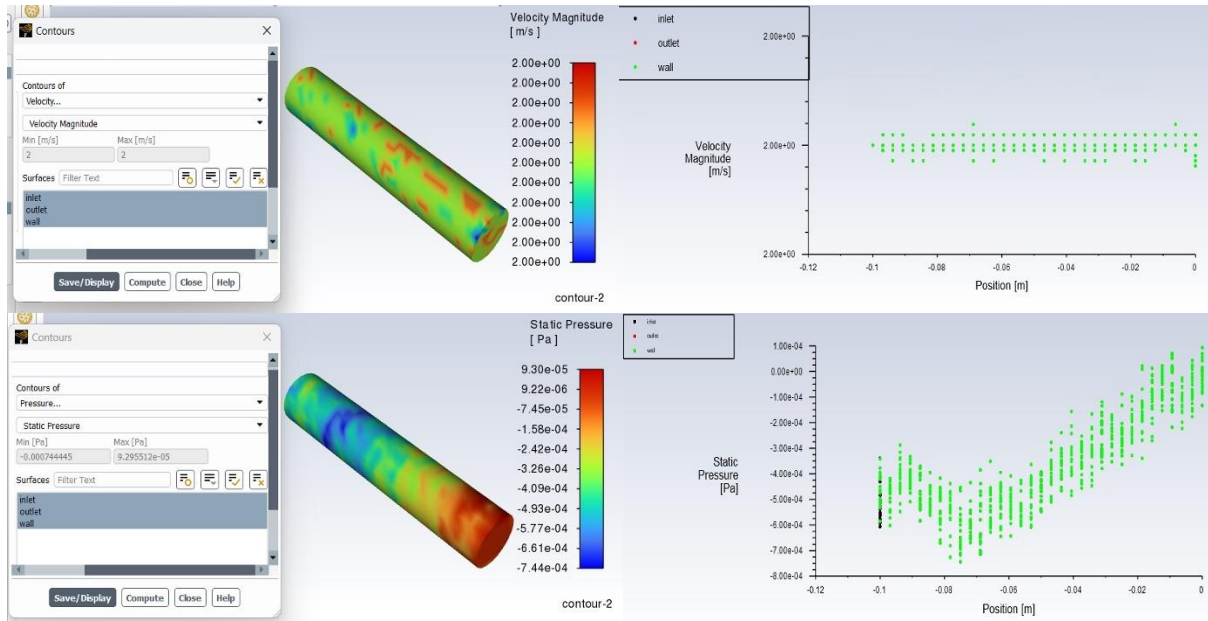 Contours
Contours of
Velocity...
Velocity Magnitude
Min [m/s] Max [m/s]
2 2
Surfaces Filter Text
inlet
outlet
wall
Save/Display Compute Close Help
Velocity Magnitude
[ m/s ]
2.00e+00
2.00e+00
2.00e+00
2.00e+00
2.00e+00
2.00e+00
2.00e+00
2.00e+00
2.00e+00
2.00e+00
2.00e+00
contour-2
inlet
outlet
wall
2.00e+00
2.00e+00
2.00e+00
Velocity
Magnitude
[m/s]
-0.12 -0.1 -0.08 -0.06 -0.04 -0.02 0
Position [m]
Contours
Contours of
Pressure...
Static Pressure
Min [Pa] Max [Pa]
-0.000744445 9.295512e-05
Surfaces Filter Text
inlet
outlet
wall
Save/Display Compute Close Help
Static Pressure
[ Pa ]
9.30e-05
9.22e-06
-7.45e-05
-1.58e-04
-2.42e-04
-3.26e-04
-4.09e-04
-4.93e-04
-5.77e-04
-6.61e-04
-7.44e-04
contour-2
inlet
outlet
wall
1.00e-04
0.00e+00
-1.00e-04
-2.00e-04
-3.00e-04
-4.00e-04
-5.00e-04
-6.00e-04
-7.00e-04
-8.00e-04
Static
Pressure
[Pa]
-0.12 -0.1 -0.08 -0.06 -0.04 -0.02 0
Position [m]